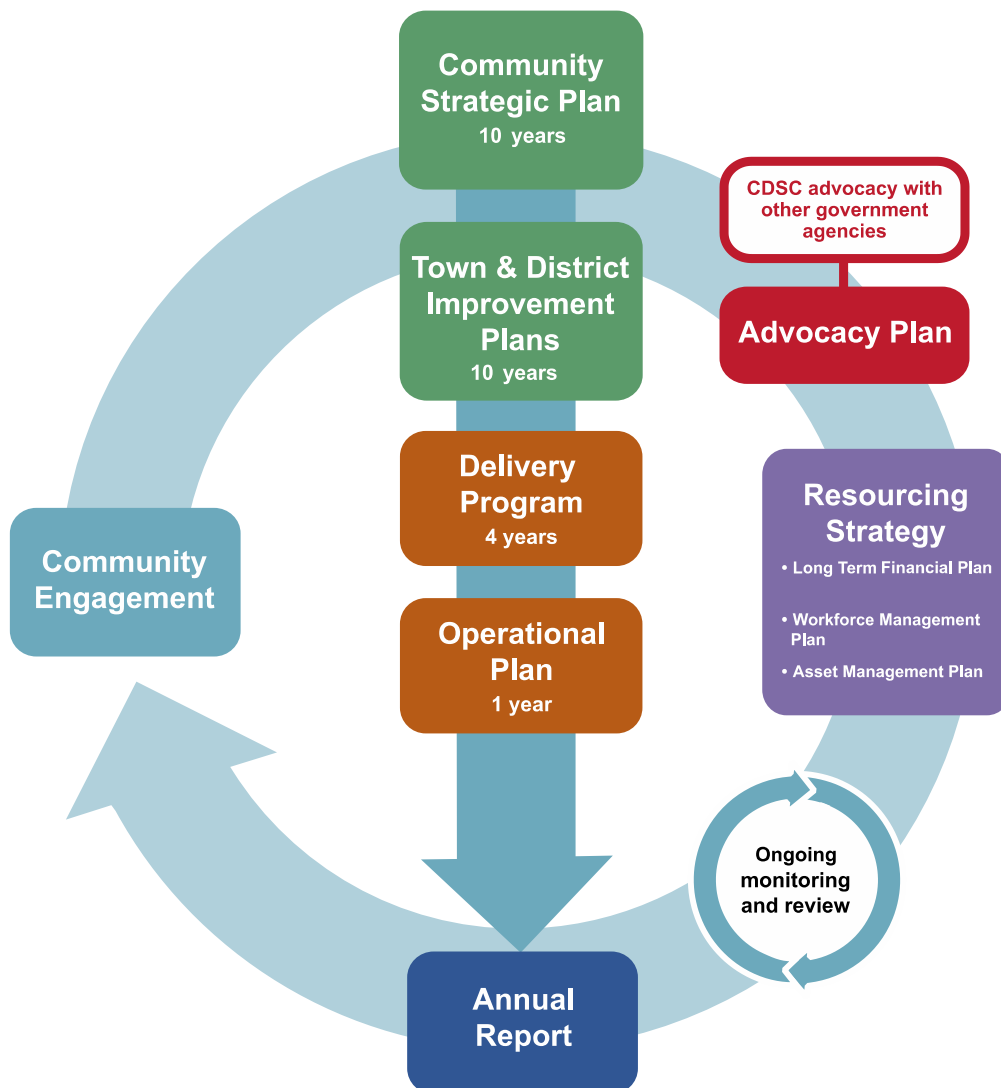 Community
Strategic Plan
10 years
CDSC advocacy with
other government
agencies
Town & District
Improvement
Plans
10 years
Advocacy Plan
Delivery
Program
4 years
Resourcing
Strategy
• Long Term Financial Plan
• Workforce Management
Plan
• Asset Management Plan
Community
Engagement
Operational
Plan
1 year
Ongoing
monitoring
and review
Annual
Report